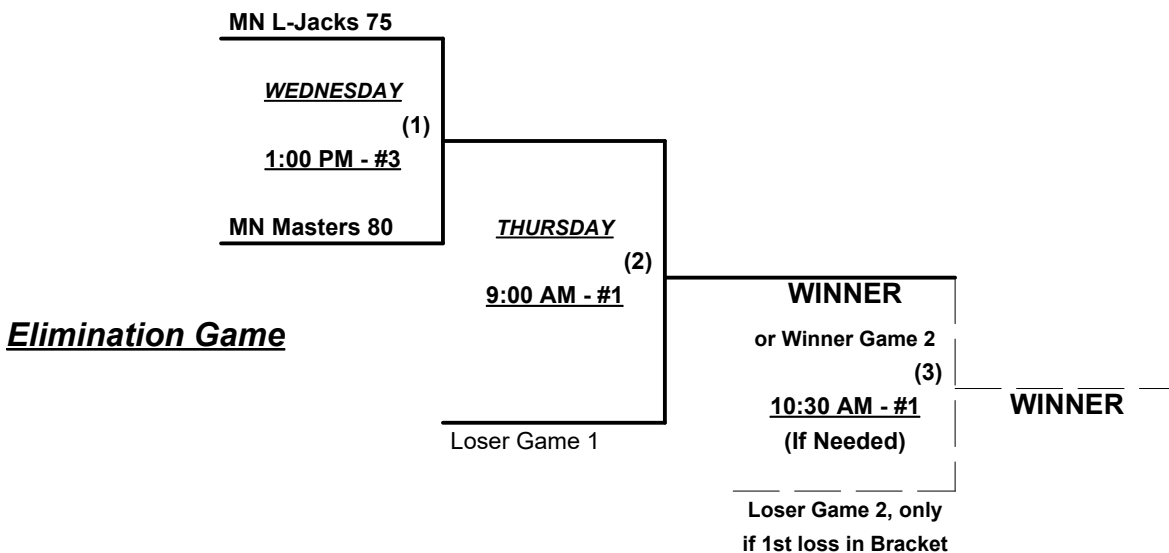 MN L-Jacks 75
WEDNESDAY
(1)
1:00 PM - #3
MN Masters 80
THURSDAY
(2)
9:00 AM - #1
WINNER
Elimination Game
or Winner Game 2
(3)
10:30 AM - #1
WINNER
Loser Game 1
(If Needed)
Loser Game 2, only
if 1st loss in Bracket